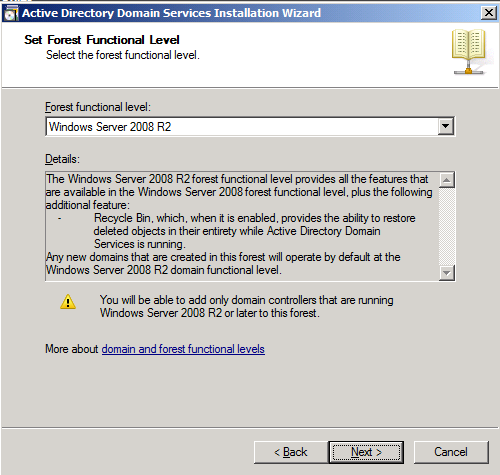 Active Directory Domain Services Installation Wizard
Set Forest Functional Level
Select the forest functional level.
Forest functional level:
Windows Server 2008 R2
Details:
The Windows Server 2008 R2 forest functional level provides all the features that
are available in the Windows Server 2008 forest functional level, plus the following
additional feature:
- Recycle Bin, which, when it is enabled, provides the ability to restore
deleted objects in their entirety while Active Directory Domain
Services is running.
Any new domains that are created in this forest will operate by default at the
Windows Server 2008 R2 domain functional level.
You will be able to add only domain controllers that are running
Windows Server 2008 R2 or later to this forest.
More about domain and forest functional levels
< Back Next > Cancel